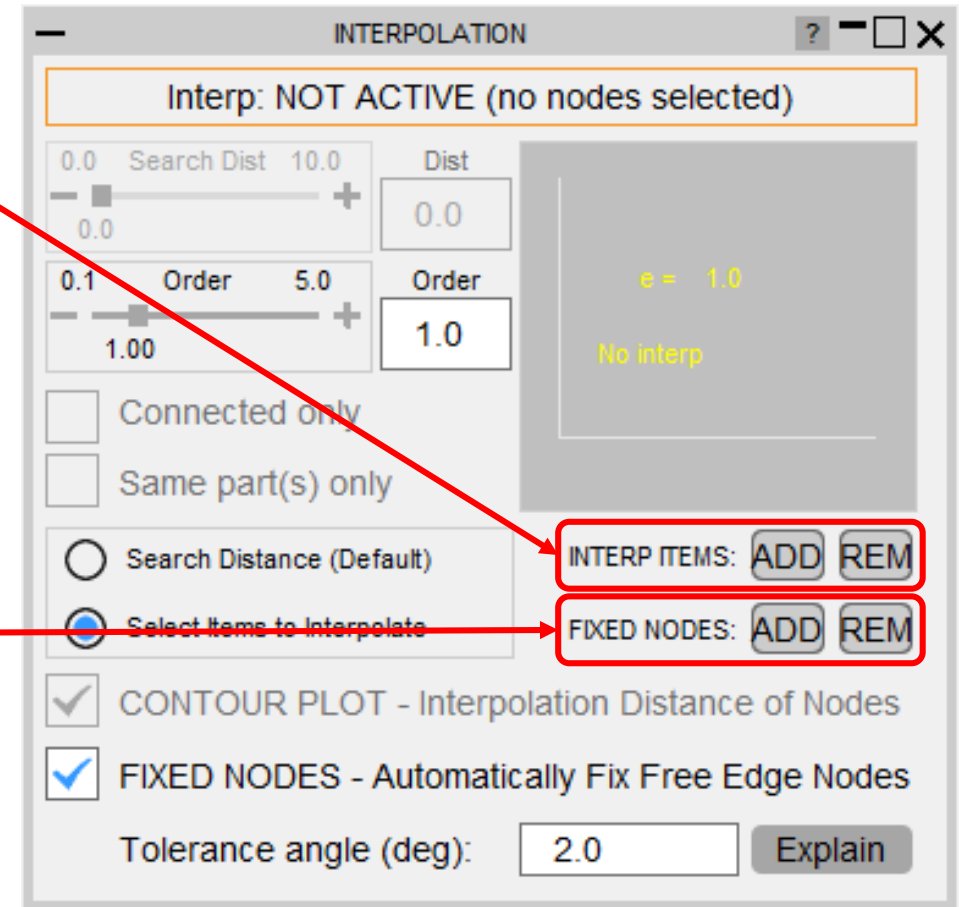 INTERPOLATION ?
Interp: NOT ACTIVE (no nodes selected)
0.0 Search Dist 10.0
0.0
Dist
0.0
0.1 Order 5.0
1.00
Order
1.0
e = 1.0
No interp
Connected only
Same part(s) only
Search Distance (Default)
INTERP ITEMS: ADD REM
Select Items to Interpolate
FIXED NODES: ADD REM
CONTOUR PLOT - Interpolation Distance of Nodes
FIXED NODES - Automatically Fix Free Edge Nodes
Tolerance angle (deg): 2.0 Explain